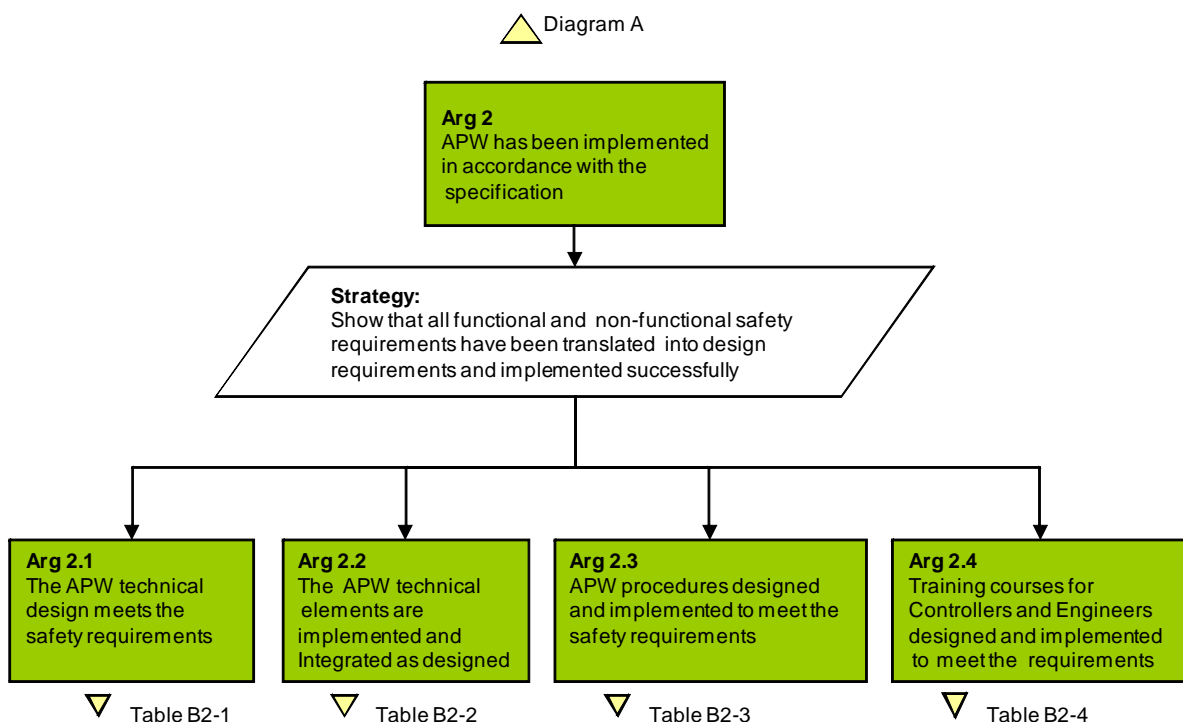 Diagram A
Arg 2
APW has been implemented
in accordance with the
specification
Strategy:
Show that all functional and non-functional safety
requirements have been translated into design
requirements and implemented successfully
Arg 2.1
The APW technical
design meets the
safety requirements
Arg 2.2
The APW technical
elements are
implemented and
Integrated as designed
Arg 2.3
APW procedures designed
and implemented to meet the
safety requirements
Arg 2.4
Training courses for
Controllers and Engineers
designed and implemented
to meet the requirements
Table B2-1
Table B2-2
Table B2-3
Table B2-4